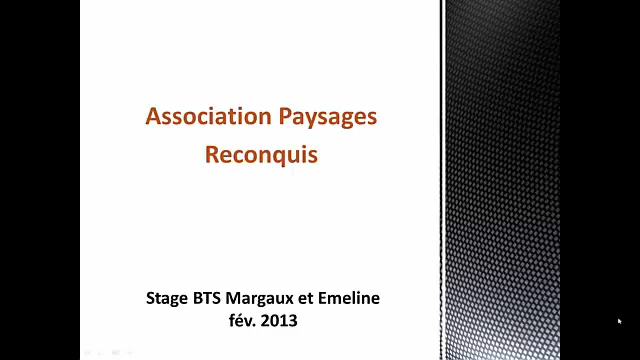 Association Paysages
Reconquis
Stage BTS Margaux et Emeline
fév. 2013